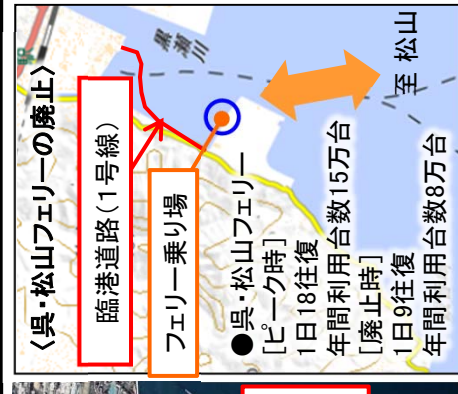 〈呉・松山フェリーの廃止〉
臨港道路（1号線）
フェリー乗り場
黒瀬川
●呉・松山フェリー
[ピーク時]
1日18往復
年間利用台数15万台
[廃止時]
1日9往復
年間利用台数8万台
至 松山